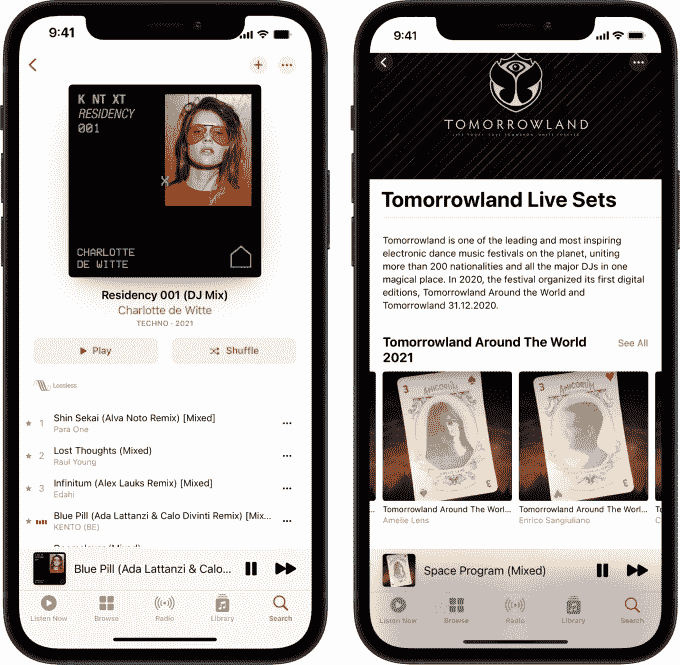 9:41
K NT XT
RESIDENCY
001
CHARLOTTE
DE WITTE
Residency 001 (DJ Mix)
Charlotte de Witte
TECHNO · 2021
Play
Shuffle
Lossless
1 Shin Sekai (Alva Noto Remix) [Mixed]
Para One
2 Lost Thoughts (Mixed)
Raul Young
3 Infinitum (Alex Lauks Remix) [Mixed]
Edahi
Blue Pill (Ada Lattanzi & Calo Divinti Remix) [Mix...
KENTO (BE)
Blue Pill (Ada Lattanzi & Calo...
Listen Now
Browse
Radio
Library
Search
9:41
TOMORROWLAND
Tomorrowland Live Sets
Tomorrowland is one of the leading and most inspiring
electronic dance music festivals on the planet, uniting
more than 200 nationalities and all the major DJs in one
magical place. In 2020, the festival organized its first digital
editions, Tomorrowland Around the World and
Tomorrowland 31.12.2020.
Tomorrowland Around The World
2021
See All
3
AMICORUM
3
AMICORUM
Tomorrowland Around The Worl...
Amelie Lens
Tomorrowland Around The Worl...
Enrico Sangiuliano
Space Program (Mixed)
Listen Now
Browse
Radio
Library
Search